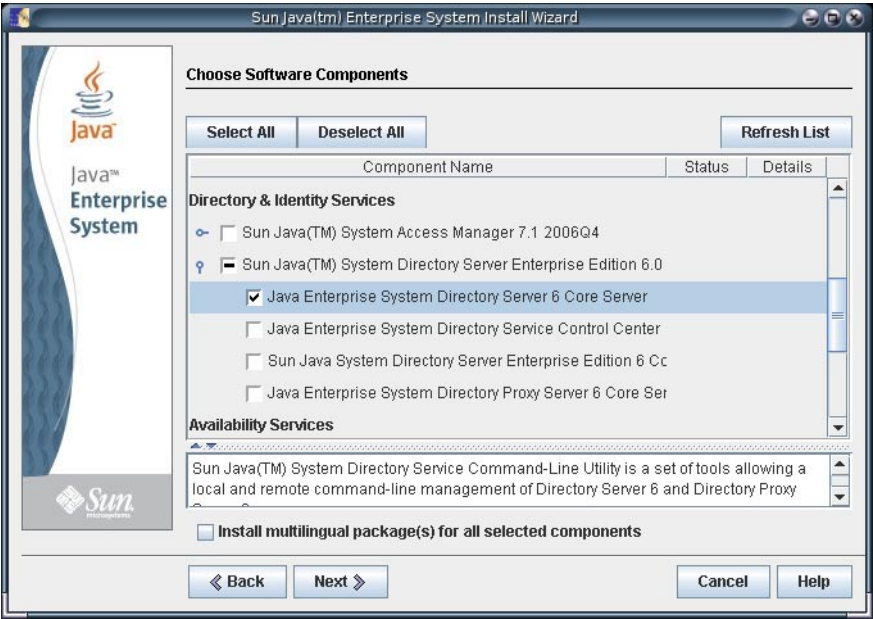 Sun Java(tm) Enterprise System Install Wizard
Java™
Java™
Enterprise
System
Sun
microsystems
Choose Software Components
Select All
Deselect All
Refresh List
Component Name
Status
Details
Directory & Identity Services
Sun Java(TM) System Access Manager 7.1 2006Q4
Sun Java(TM) System Directory Server Enterprise Edition 6.0
Java Enterprise System Directory Server 6 Core Server
Java Enterprise System Directory Service Control Center
Sun Java System Directory Server Enterprise Edition 6 Cc
Java Enterprise System Directory Proxy Server 6 Core Ser
Availability Services
Sun Java(TM) System Directory Service Command-Line Utility is a set of tools allowing a
local and remote command-line management of Directory Server 6 and Directory Proxy
Install multilingual package(s) for all selected components
Back
Next
Cancel
Help